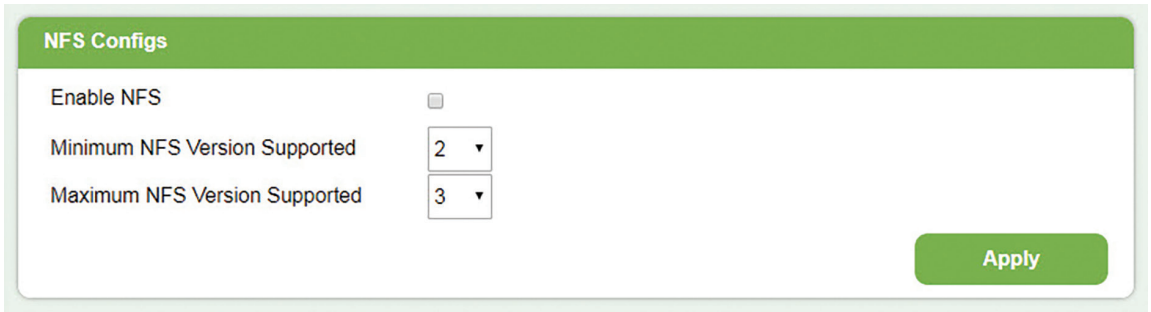 NFS Configs
Enable NFS
Minimum NFS Version Supported 2
Maximum NFS Version Supported 3
Apply